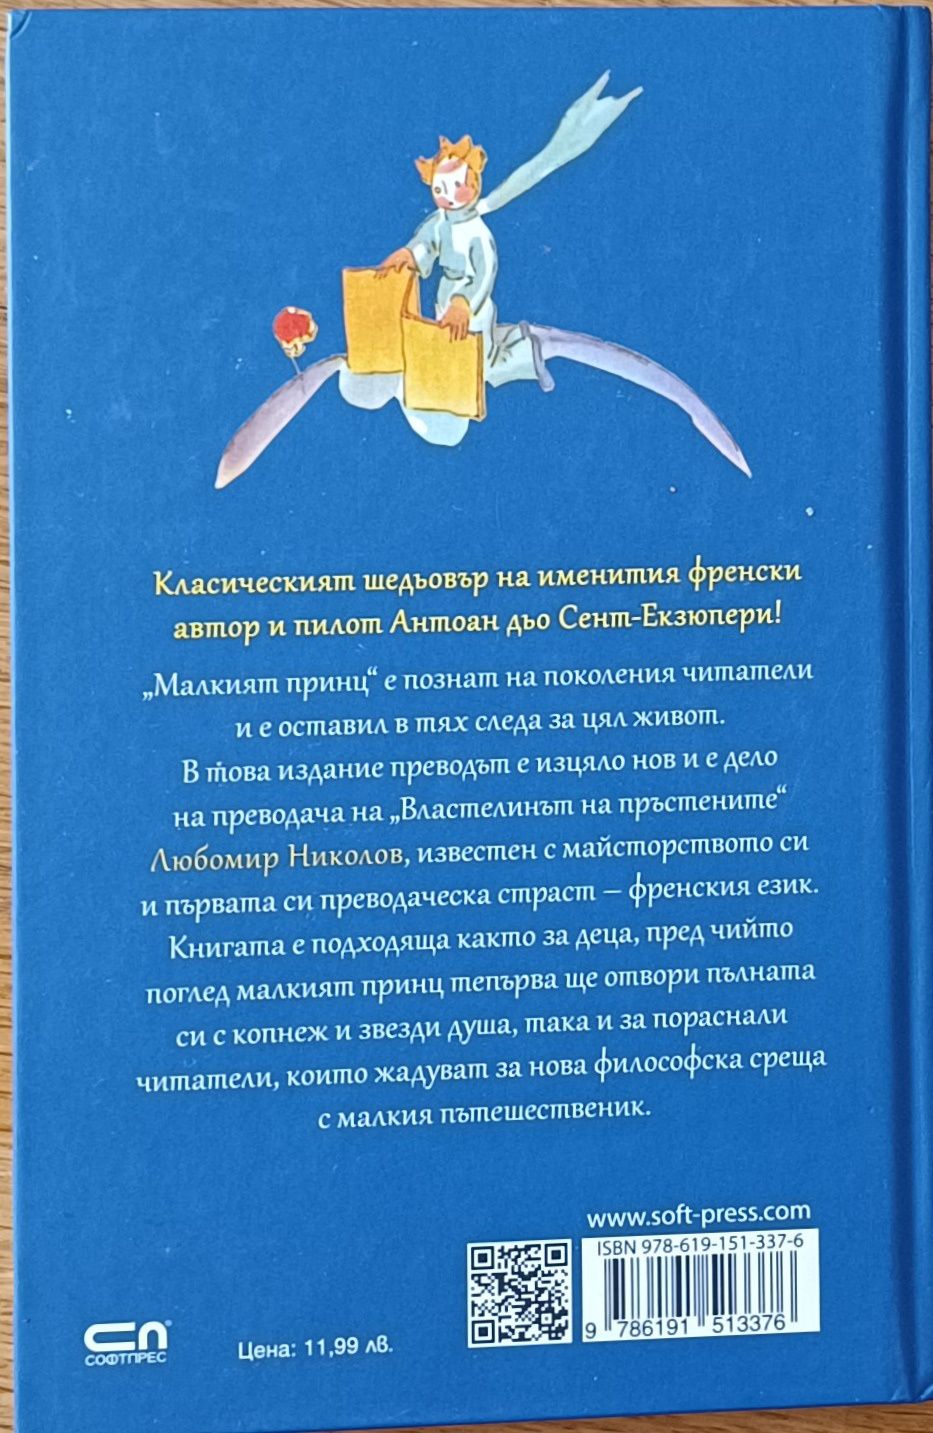 Класическият шедьовър на именития френски
автор и пилот Антоан дьо Сент-Екзюпери!
„Малкият принц“ е познат на поколения читатели
и е оставил в тях следа за цял живот.
В това издание преводът е изцяло нов и е дело
на преводача на „Властелинът на пръстените“
Любомир Николов, известен с майсторството си
и първата си преводаческа страст – френския език.
Книгата е подходяща както за деца, пред чийто
поглед малкият принц тепърва ще отвори пълната
си с копнеж и звезди душа, така и за пораснали
читатели, които жадуват за нова философска среща
с малкия пътешественик.
www.soft-press.com
ISBN 978-619-151-337-6
9 786191 513376
СП®
СОФТПРЕС
Цена: 11,99 лв.